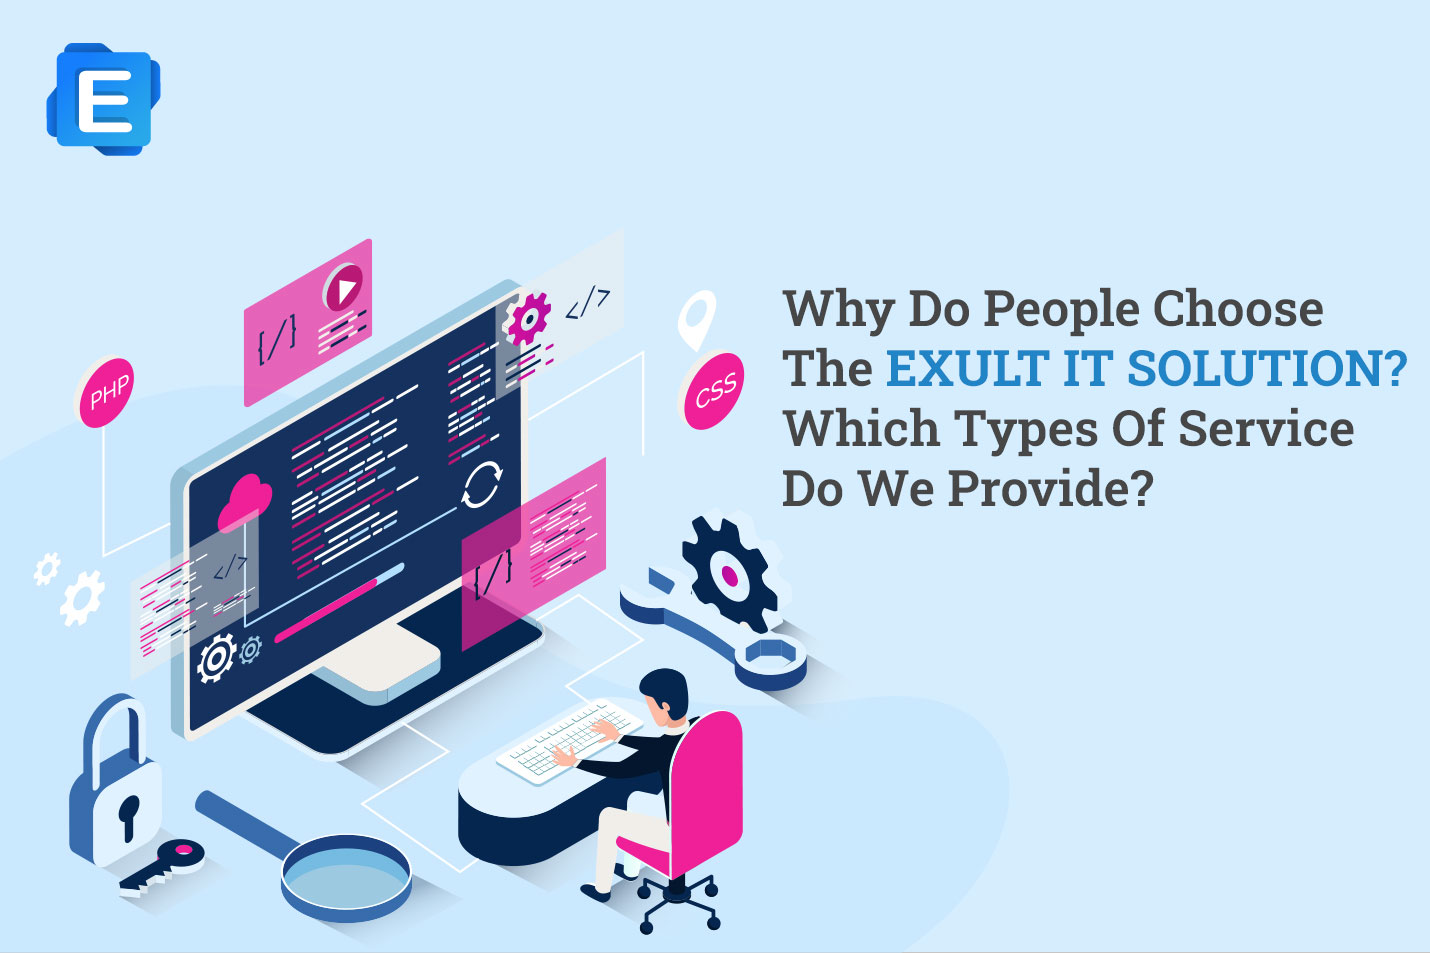 E
Why Do People Choose
The EXULT IT SOLUTION?
Which Types Of Service
Do We Provide?
PHP
{/}
</>
CSS
</>
{/}